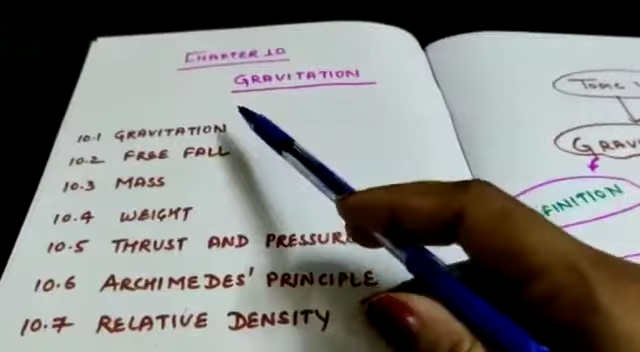 CHAPTER 10
GRAVITATION
10.1 GRAVITATION
10.2 FREE FALL
10.3 MASS
10.4 WEIGHT
10.5 THRUST AND PRESSURE
10.6 ARCHIMEDES' PRINCIPLE
10.7 RELATIVE DENSITY
TOPIC